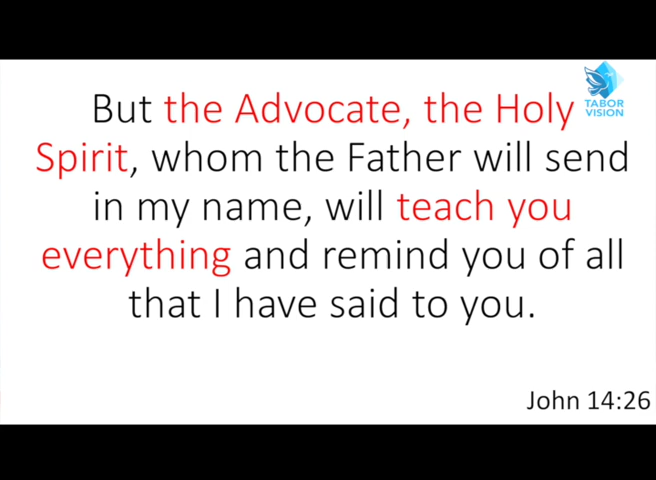 TABOR
VISION
But the Advocate, the Holy
Spirit, whom the Father will send
in my name, will teach you
everything and remind you of all
that I have said to you.
John 14:26